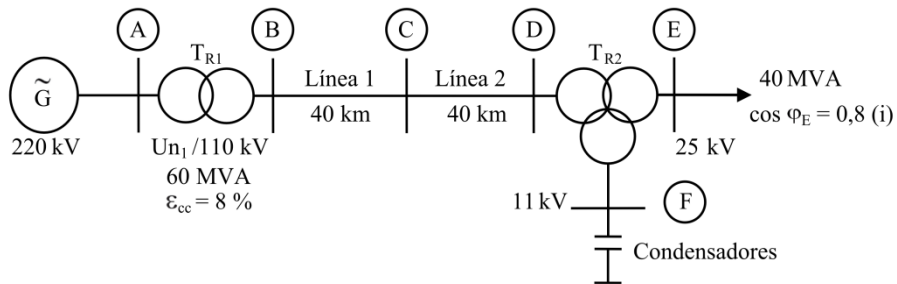 A
B
C
D
E
T_R1
T_R2
G̃
Línea 1
Línea 2
40 MVA
40 km
40 km
cos φ_E = 0,8 (i)
220 kV
Un₁ /110 kV
25 kV
60 MVA
ε_cc = 8 %
11 kV
F
Condensadores